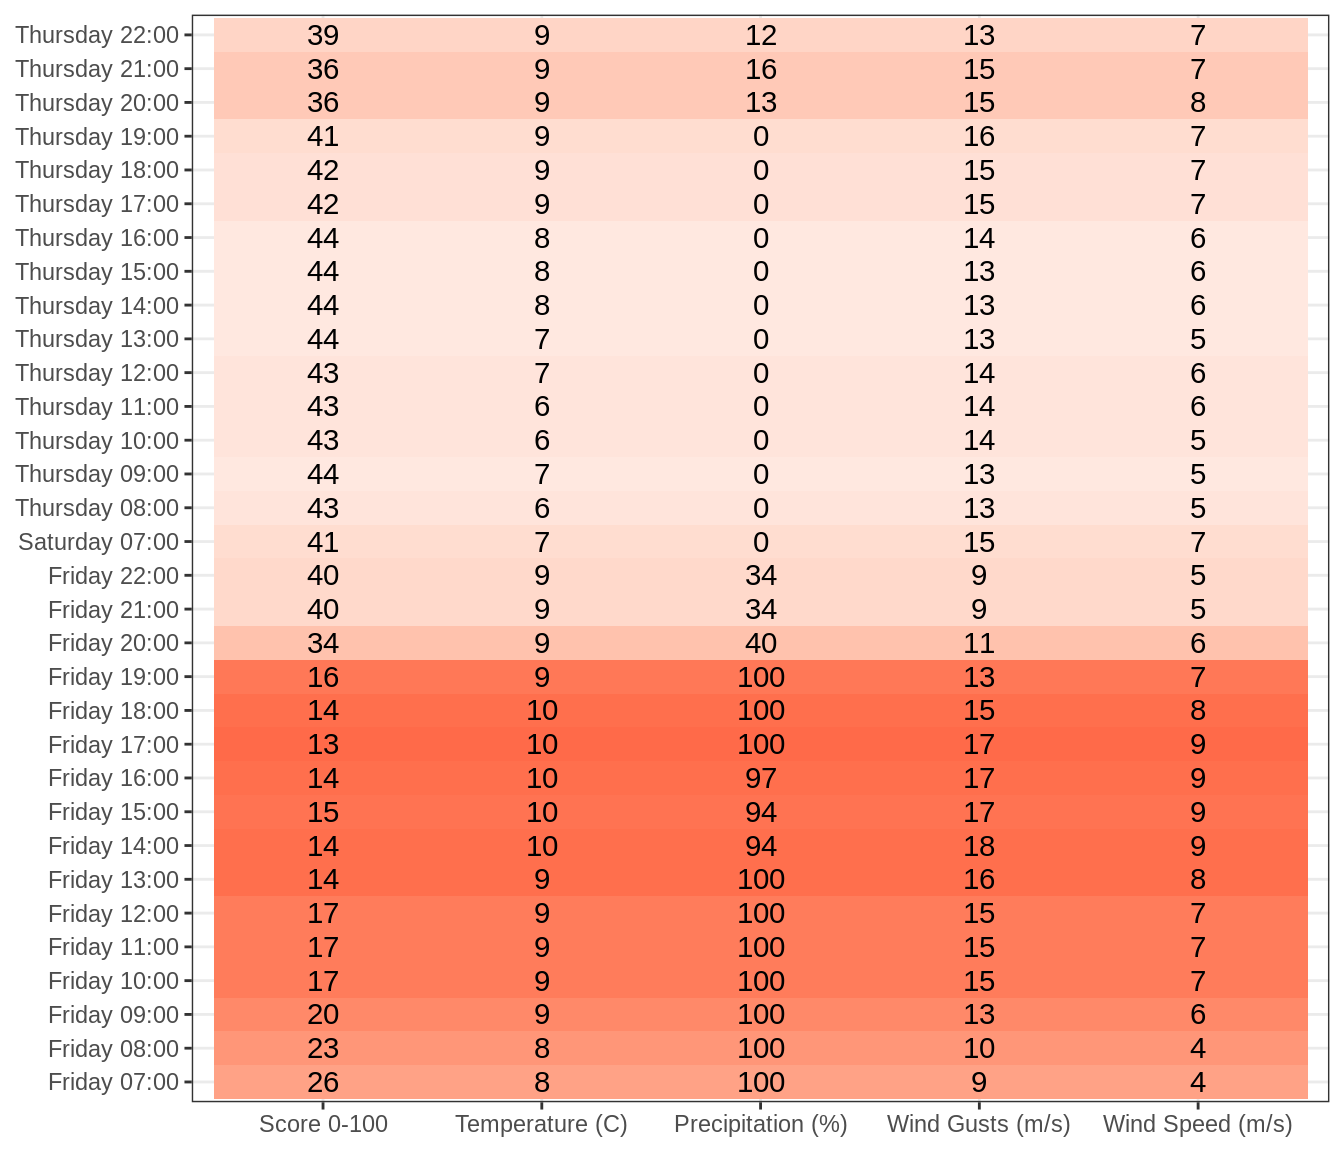 Thursday 22:00 39 9 12 13 7
Thursday 21:00 36 9 16 15 7
Thursday 20:00 36 9 13 15 8
Thursday 19:00 41 9 0 16 7
Thursday 18:00 42 9 0 15 7
Thursday 17:00 42 9 0 15 7
Thursday 16:00 44 8 0 14 6
Thursday 15:00 44 8 0 13 6
Thursday 14:00 44 8 0 13 6
Thursday 13:00 44 7 0 13 5
Thursday 12:00 43 7 0 14 6
Thursday 11:00 43 6 0 14 6
Thursday 10:00 43 6 0 14 5
Thursday 09:00 44 7 0 13 5
Thursday 08:00 43 6 0 13 5
Saturday 07:00 41 7 0 15 7
Friday 22:00 40 9 34 9 5
Friday 21:00 40 9 34 9 5
Friday 20:00 34 9 40 11 6
Friday 19:00 16 9 100 13 7
Friday 18:00 14 10 100 15 8
Friday 17:00 13 10 100 17 9
Friday 16:00 14 10 97 17 9
Friday 15:00 15 10 94 17 9
Friday 14:00 14 10 94 18 9
Friday 13:00 14 9 100 16 8
Friday 12:00 17 9 100 15 7
Friday 11:00 17 9 100 15 7
Friday 10:00 17 9 100 15 7
Friday 09:00 20 9 100 13 6
Friday 08:00 23 8 100 10 4
Friday 07:00 26 8 100 9 4
Score 0-100 Temperature (C) Precipitation (%) Wind Gusts (m/s) Wind Speed (m/s)